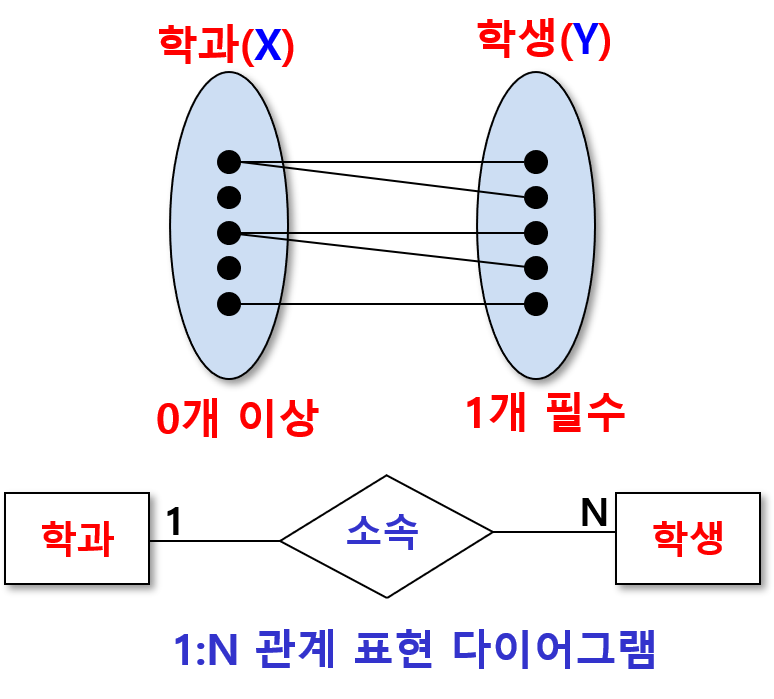 학과(X) 학생(Y)
0개 이상 1개 필수
학과 1 소속 N 학생
1:N 관계 표현 다이어그램